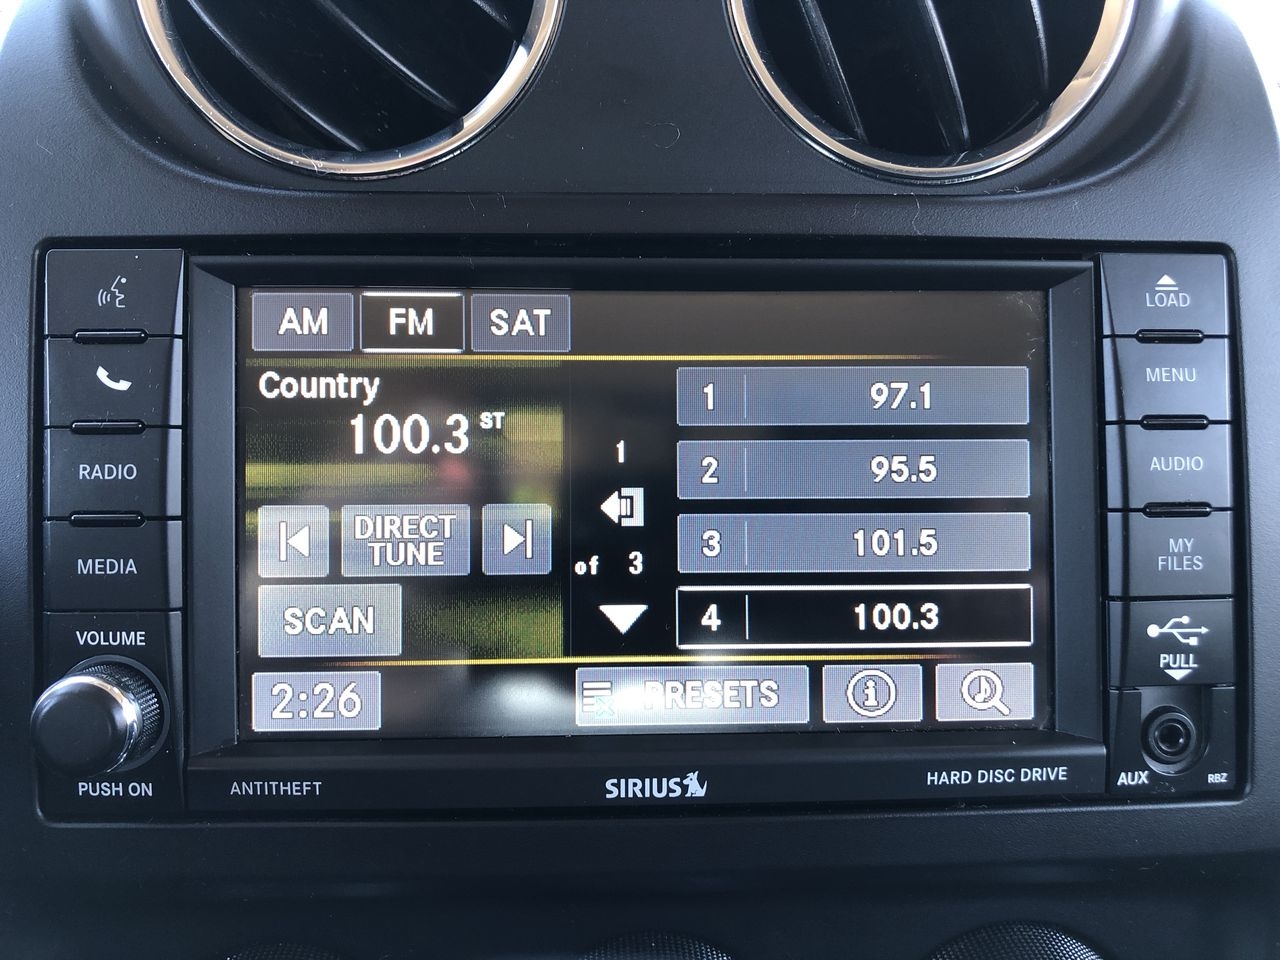 AM
FM
SAT
Country
100.3 ST
DIRECT
TUNE
SCAN
2:26
1
of 3
1 97.1
2 95.5
3 101.5
4 100.3
PRESETS
i
RADIO
MEDIA
VOLUME
PUSH ON
LOAD
MENU
AUDIO
MY
FILES
PULL
AUX
RBZ
ANTITHEFT
SIRIUS
HARD DISC DRIVE